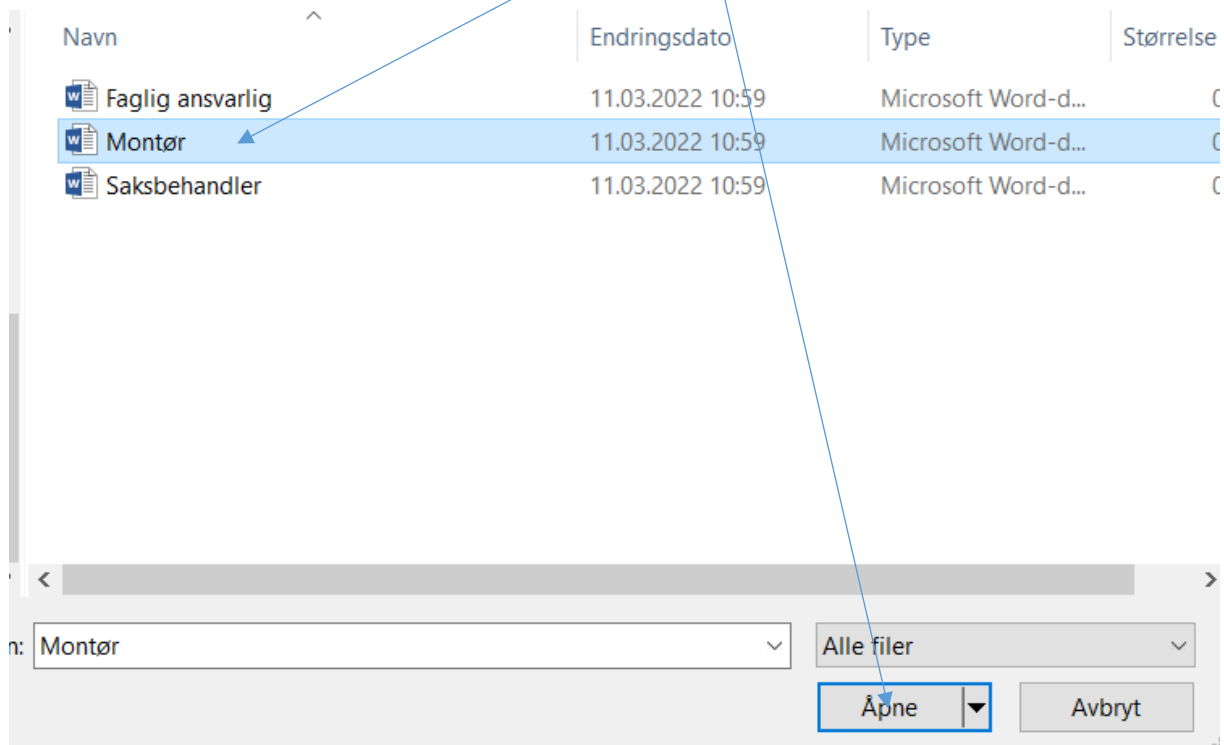 Navn Endringsdato Type Størrelse
Faglig ansvarlig 11.03.2022 10:59 Microsoft Word-d...
Montør 11.03.2022 10:59 Microsoft Word-d...
Saksbehandler 11.03.2022 10:59 Microsoft Word-d...
n: Montør Alle filer
Åpne Avbryt